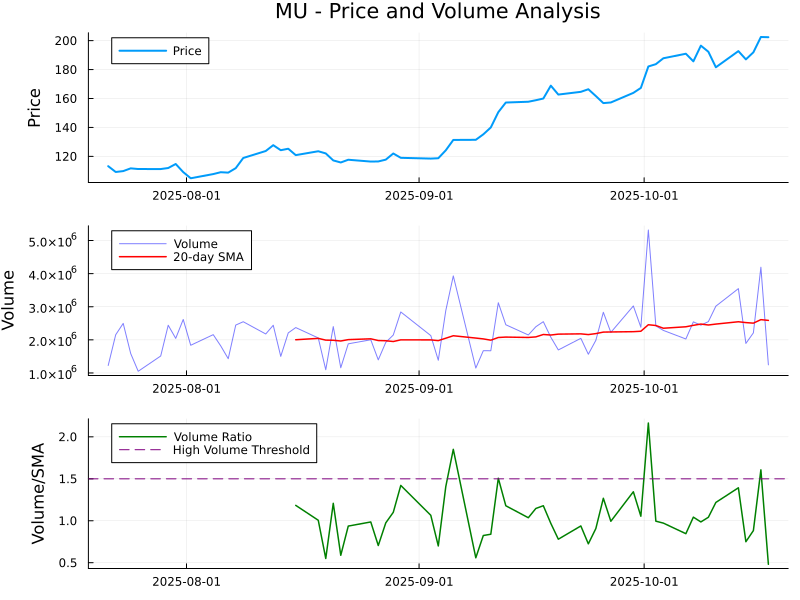 MU - Price and Volume Analysis
Price
200
180
160
140
120
Price
2025-08-01
2025-09-01
2025-10-01
Volume
20-day SMA
5.0×10⁶
4.0×10⁶
3.0×10⁶
2.0×10⁶
1.0×10⁶
Volume
2025-08-01
2025-09-01
2025-10-01
Volume Ratio
High Volume Threshold
2.0
1.5
1.0
0.5
Volume/SMA
2025-08-01
2025-09-01
2025-10-01